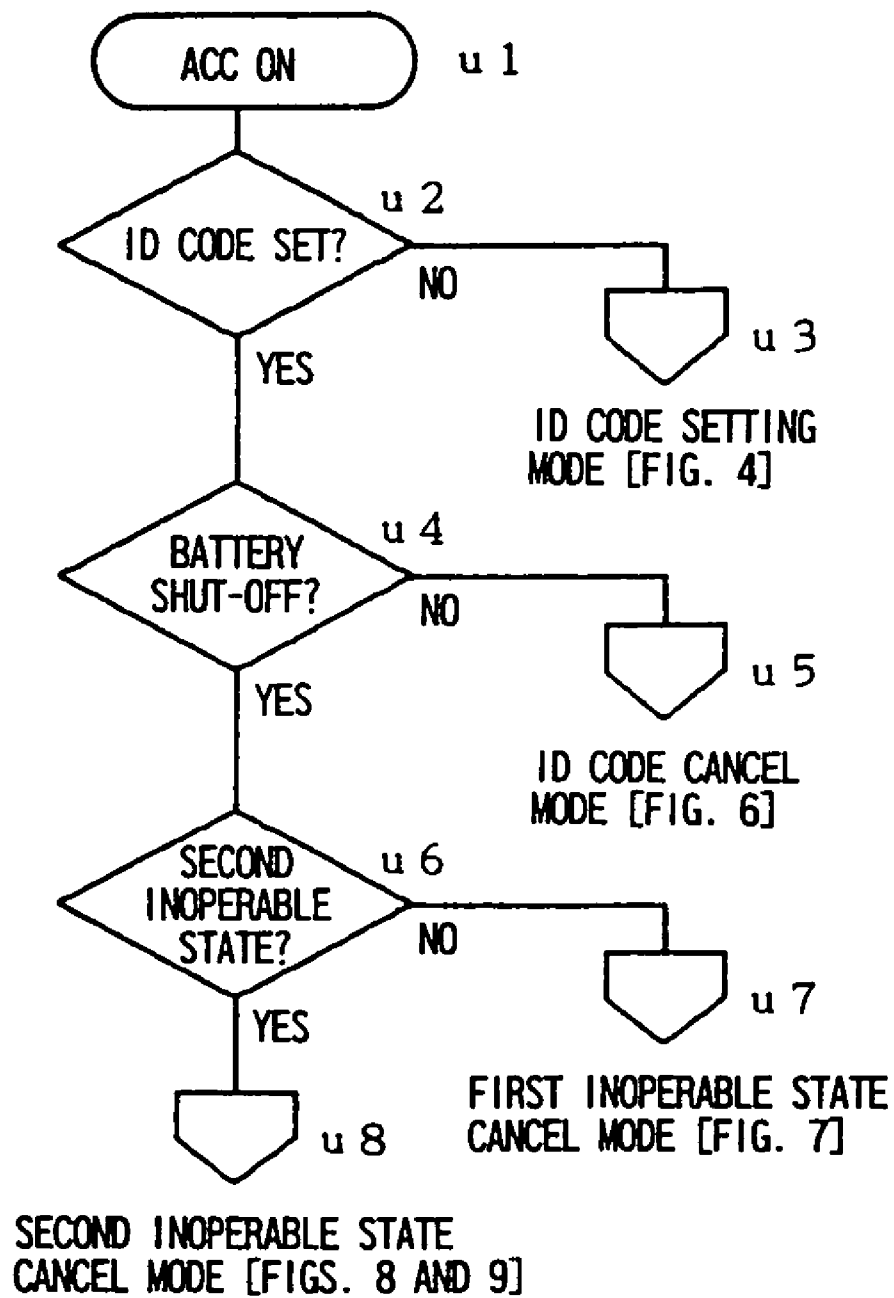 ACC ON
u 1
u 2
ID CODE SET?
NO
u 3
YES
ID CODE SETTING
MODE [FIG. 4]
u 4
BATTERY
SHUT-OFF?
NO
u 5
YES
ID CODE CANCEL
MODE [FIG. 6]
u 6
SECOND
INOPERABLE
STATE?
NO
u 7
YES
FIRST INOPERABLE STATE
CANCEL MODE [FIG. 7]
u 8
SECOND INOPERABLE STATE
CANCEL MODE [FIGS. 8 AND 9]